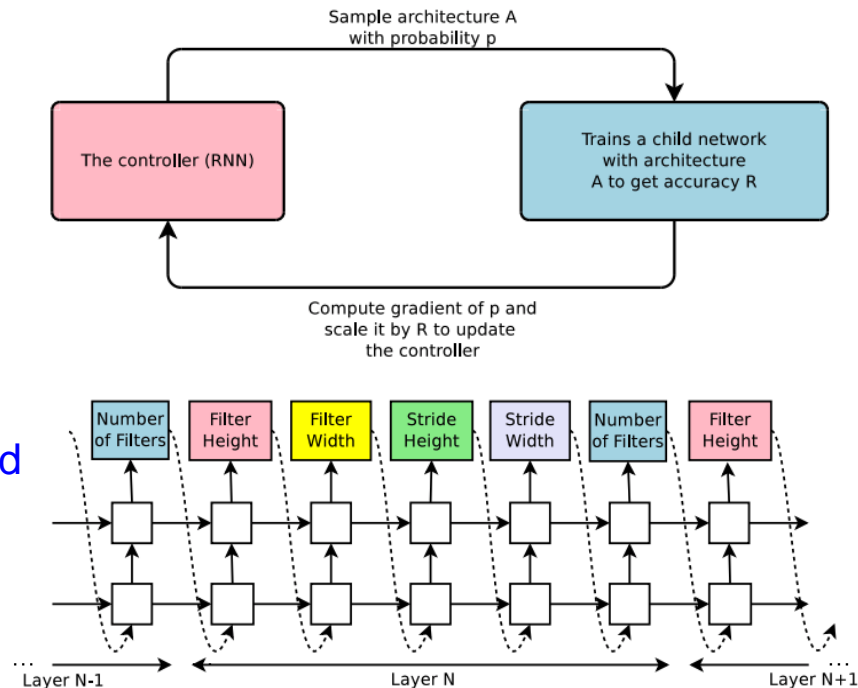 Sample architecture A
with probability p
The controller (RNN)
Trains a child network
with architecture
A to get accuracy R
Compute gradient of p and
scale it by R to update
the controller
Number
of Filters
Filter
Height
Filter
Width
Stride
Height
Stride
Width
Number
of Filters
Filter
Height
d
... Layer N-1
Layer N
Layer N+1 ...